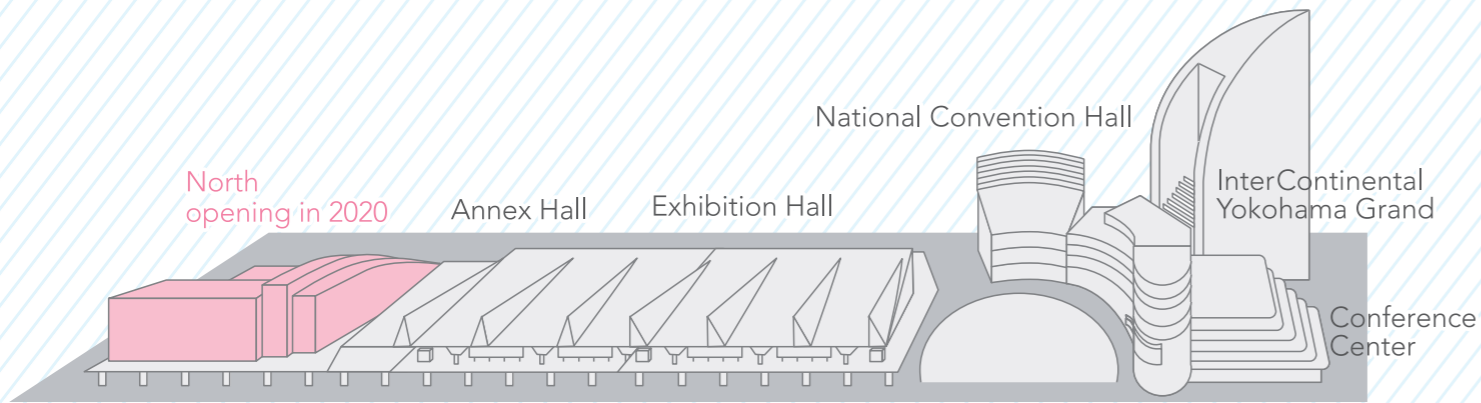 North
opening in 2020
Annex Hall
Exhibition Hall
National Convention Hall
InterContinental
Yokohama Grand
Conference
Center